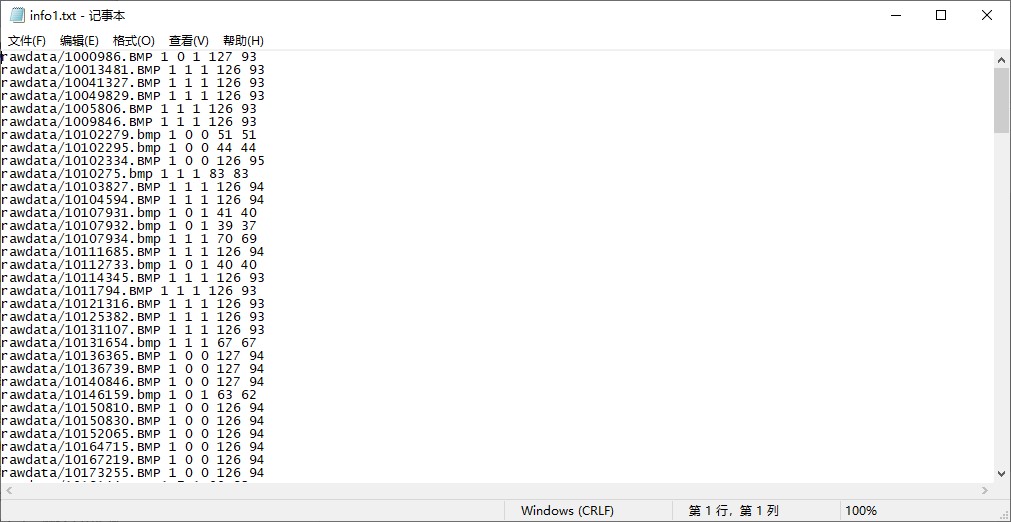 info1.txt - 记事本
文件(F) 编辑(E) 格式(O) 查看(V) 帮助(H)
rawdata/1000986.BMP 1 0 1 127 93
rawdata/10013481.BMP 1 1 1 126 93
rawdata/10041327.BMP 1 1 1 126 93
rawdata/10049829.BMP 1 1 1 126 93
rawdata/1005806.BMP 1 1 1 126 93
rawdata/1009846.BMP 1 1 1 126 93
rawdata/10102279.bmp 1 0 0 51 51
rawdata/10102295.bmp 1 0 0 44 44
rawdata/10102334.BMP 1 0 0 126 95
rawdata/1010275.bmp 1 1 1 83 83
rawdata/10103827.BMP 1 1 1 126 94
rawdata/10104594.BMP 1 1 1 126 94
rawdata/10107931.bmp 1 0 1 41 40
rawdata/10107932.bmp 1 0 1 39 37
rawdata/10107934.bmp 1 1 1 70 69
rawdata/10111685.BMP 1 1 1 126 94
rawdata/10112733.bmp 1 0 1 40 40
rawdata/10114345.BMP 1 1 1 126 93
rawdata/1011794.BMP 1 1 1 126 93
rawdata/10121316.BMP 1 1 1 126 93
rawdata/10125382.BMP 1 1 1 126 93
rawdata/10131107.BMP 1 1 1 126 93
rawdata/10131654.bmp 1 1 1 67 67
rawdata/10136365.BMP 1 0 0 127 94
rawdata/10136739.BMP 1 0 0 127 94
rawdata/10140846.BMP 1 0 0 127 94
rawdata/10146159.bmp 1 0 1 63 62
rawdata/10150810.BMP 1 0 0 126 94
rawdata/10150830.BMP 1 0 0 126 94
rawdata/10152065.BMP 1 0 0 126 94
rawdata/10164715.BMP 1 0 0 126 94
rawdata/10167219.BMP 1 0 0 126 94
rawdata/10173255.BMP 1 0 0 126 94
Windows (CRLF) 第 1 行，第 1 列 100%